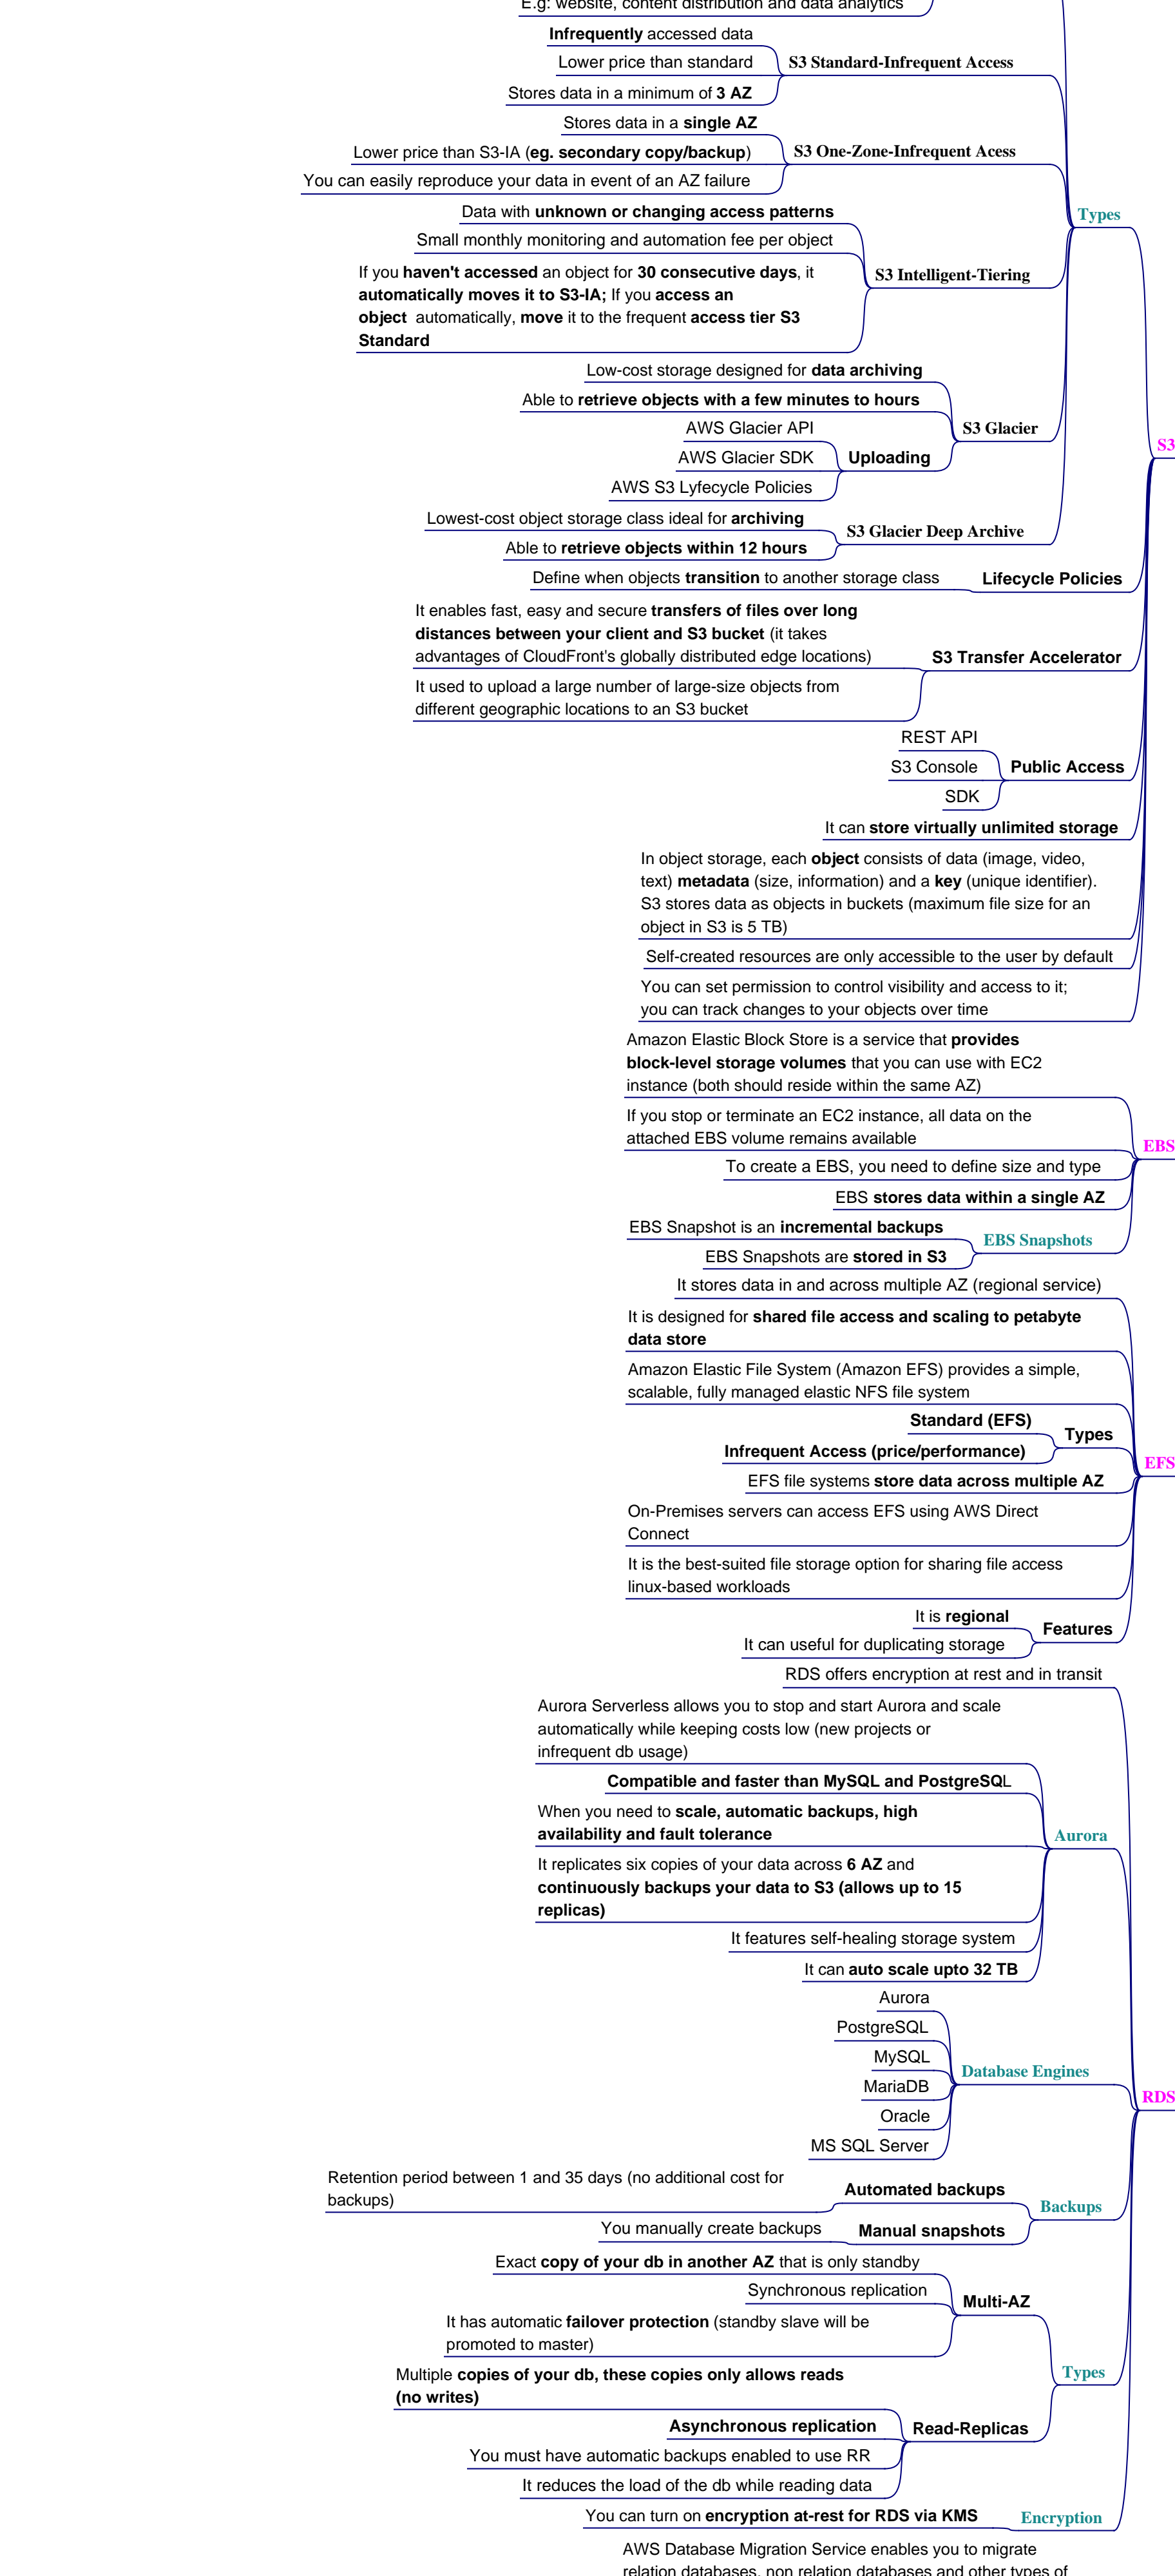 E.g: website, content distribution and data analytics
Infrequently accessed data
Lower price than standard
Stores data in a minimum of 3 AZ
S3 Standard-Infrequent Access
Stores data in a single AZ
Lower price than S3-IA (eg. secondary copy/backup)
You can easily reproduce your data in event of an AZ failure
S3 One-Zone-Infrequent Acess
Data with unknown or changing access patterns
Small monthly monitoring and automation fee per object
If you haven't accessed an object for 30 consecutive days, it
automatically moves it to S3-IA; If you access an
object  automatically, move it to the frequent access tier S3
Standard
S3 Intelligent-Tiering
Low-cost storage designed for data archiving
Able to retrieve objects with a few minutes to hours
AWS Glacier API
AWS Glacier SDK
AWS S3 Lyfecycle Policies
Uploading
S3 Glacier
Lowest-cost object storage class ideal for archiving
Able to retrieve objects within 12 hours
S3 Glacier Deep Archive
Types
Define when objects transition to another storage class
Lifecycle Policies
It enables fast, easy and secure transfers of files over long
distances between your client and S3 bucket (it takes
advantages of CloudFront's globally distributed edge locations)
It used to upload a large number of large-size objects from
different geographic locations to an S3 bucket
S3 Transfer Accelerator
REST API
S3 Console
SDK
Public Access
It can store virtually unlimited storage
In object storage, each object consists of data (image, video,
text) metadata (size, information) and a key (unique identifier).
S3 stores data as objects in buckets (maximum file size for an
object in S3 is 5 TB)
Self-created resources are only accessible to the user by default
You can set permission to control visibility and access to it;
you can track changes to your objects over time
S3
Amazon Elastic Block Store is a service that provides
block-level storage volumes that you can use with EC2
instance (both should reside within the same AZ)
If you stop or terminate an EC2 instance, all data on the
attached EBS volume remains available
To create a EBS, you need to define size and type
EBS stores data within a single AZ
EBS Snapshot is an incremental backups
EBS Snapshots are stored in S3
EBS Snapshots
EBS
It stores data in and across multiple AZ (regional service)
It is designed for shared file access and scaling to petabyte
data store
Amazon Elastic File System (Amazon EFS) provides a simple,
scalable, fully managed elastic NFS file system
Standard (EFS)
Infrequent Access (price/performance)
Types
EFS file systems store data across multiple AZ
On-Premises servers can access EFS using AWS Direct
Connect
It is the best-suited file storage option for sharing file access
linux-based workloads
It is regional
It can useful for duplicating storage
Features
EFS
RDS offers encryption at rest and in transit
Aurora Serverless allows you to stop and start Aurora and scale
automatically while keeping costs low (new projects or
infrequent db usage)
Compatible and faster than MySQL and PostgreSQL
When you need to scale, automatic backups, high
availability and fault tolerance
It replicates six copies of your data across 6 AZ and
continuously backups your data to S3 (allows up to 15
replicas)
It features self-healing storage system
It can auto scale upto 32 TB
Aurora
Aurora
PostgreSQL
MySQL
MariaDB
Oracle
MS SQL Server
Database Engines
Retention period between 1 and 35 days (no additional cost for
backups)
Automated backups
You manually create backups
Manual snapshots
Backups
Exact copy of your db in another AZ that is only standby
Synchronous replication
It has automatic failover protection (standby slave will be
promoted to master)
Multi-AZ
Multiple copies of your db, these copies only allows reads
(no writes)
Asynchronous replication
You must have automatic backups enabled to use RR
It reduces the load of the db while reading data
Read-Replicas
Types
You can turn on encryption at-rest for RDS via KMS
Encryption
RDS
AWS Database Migration Service enables you to migrate
relation databases, non relation databases and other types of